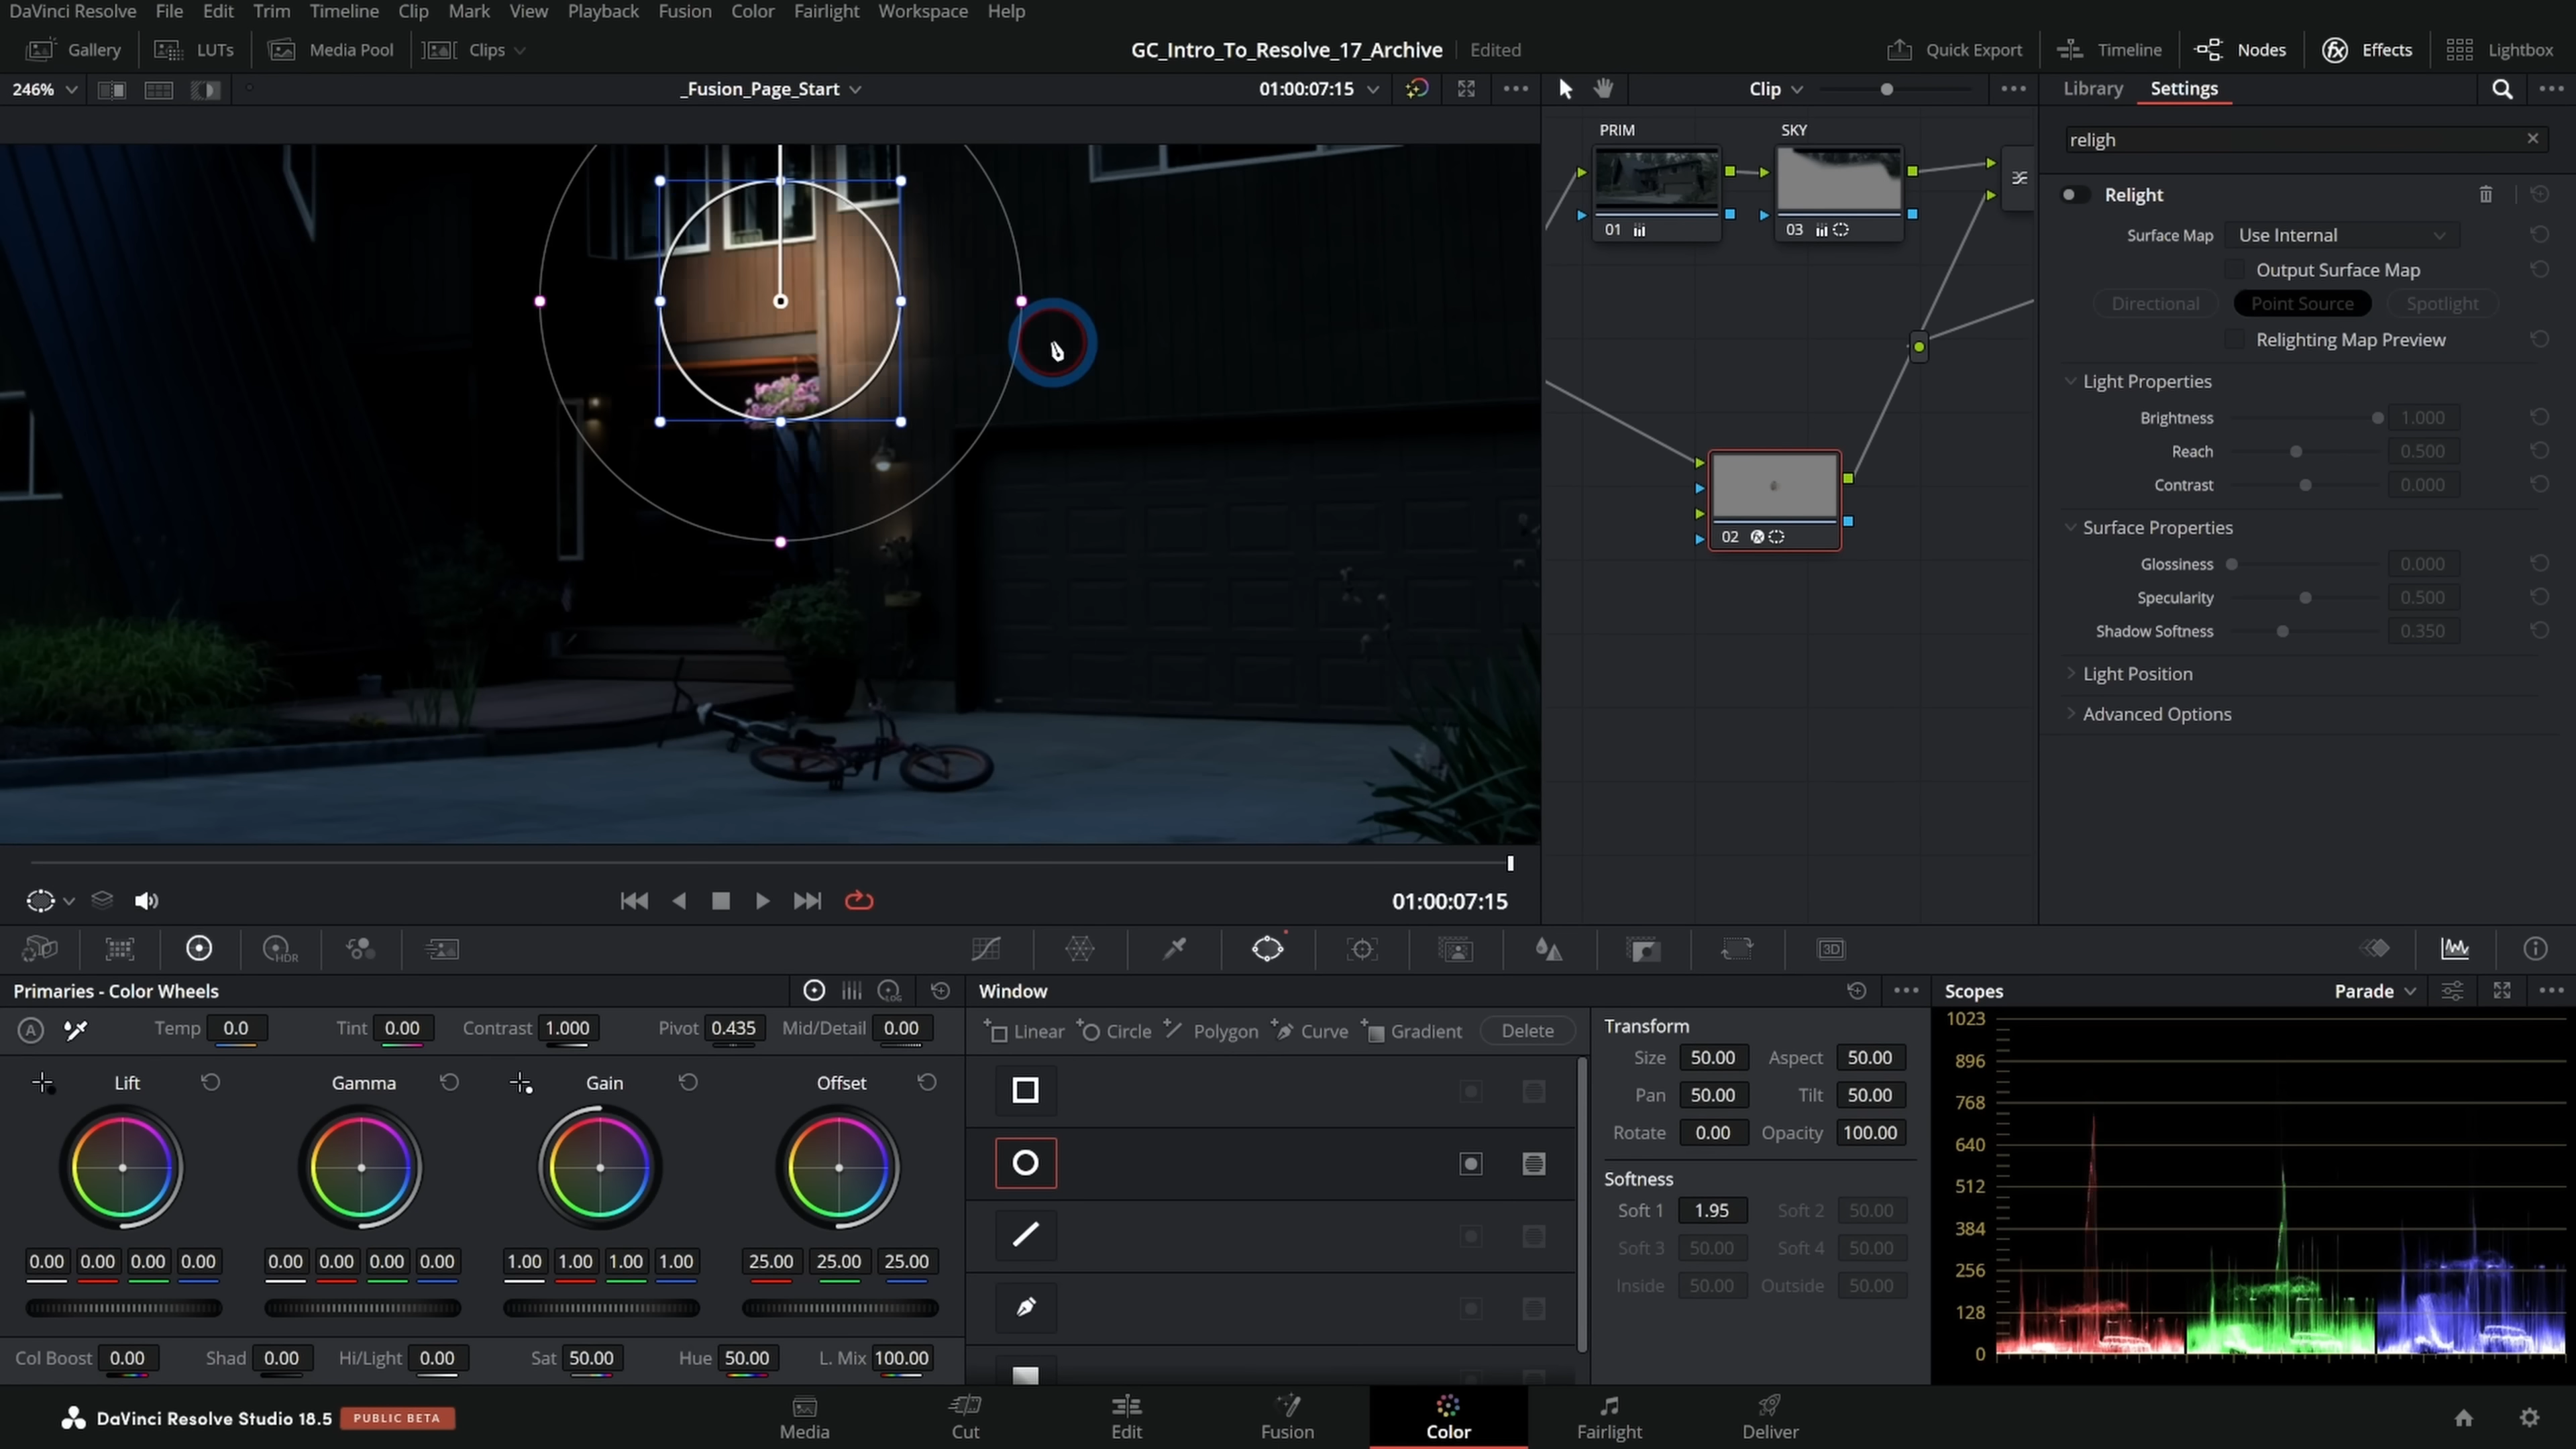 DaVinci Resolve File Edit Trim Timeline Clip Mark View Playback Fusion Color Fairlight Workspace Help
Gallery LUTs Media Pool Clips GC_Intro_To_Resolve_17_Archive Edited Quick Export Timeline Nodes Effects Lightbox
246% _Fusion_Page_Start 01:00:07:15 Clip Library Settings
religh
PRIM SKY
01 03
02
Relight
Surface Map Use Internal
Output Surface Map
Directional Point Source Spotlight
Relighting Map Preview
Light Properties
Brightness 1.000
Reach 0.500
Contrast 0.000
Surface Properties
Glossiness 0.000
Specularity 0.500
Shadow Softness 0.350
Light Position
Advanced Options
01:00:07:15
HDR 3D
Primaries - Color Wheels LOG
A Temp 0.0 Tint 0.00 Contrast 1.000 Pivot 0.435 Mid/Detail 0.00
Lift Gamma Gain Offset
0.00 0.00 0.00 0.00 0.00 0.00 0.00 0.00 1.00 1.00 1.00 1.00 25.00 25.00 25.00
Col Boost 0.00 Shad 0.00 Hi/Light 0.00 Sat 50.00 Hue 50.00 L. Mix 100.00
Window
Linear Circle Polygon Curve Gradient Delete
Transform
Size 50.00 Aspect 50.00
Pan 50.00 Tilt 50.00
Rotate 0.00 Opacity 100.00
Softness
Soft 1 1.95 Soft 2 50.00
Soft 3 50.00 Soft 4 50.00
Inside 50.00 Outside 50.00
Scopes Parade
1023
896
768
640
512
384
256
128
0
DaVinci Resolve Studio 18.5 PUBLIC BETA
Media Cut Edit Fusion Color Fairlight Deliver